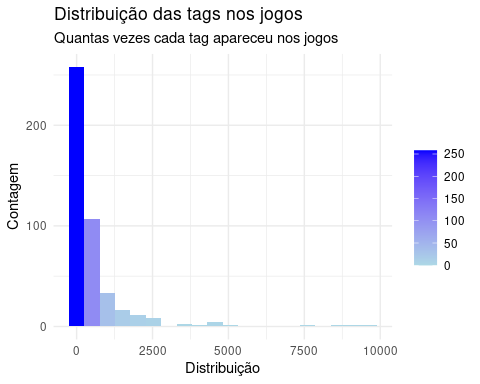 Distribuição das tags nos jogos
Quantas vezes cada tag apareceu nos jogos
Contagem
200
100
0
0 2500 5000 7500 10000
Distribuição
250
200
150
100
50
0